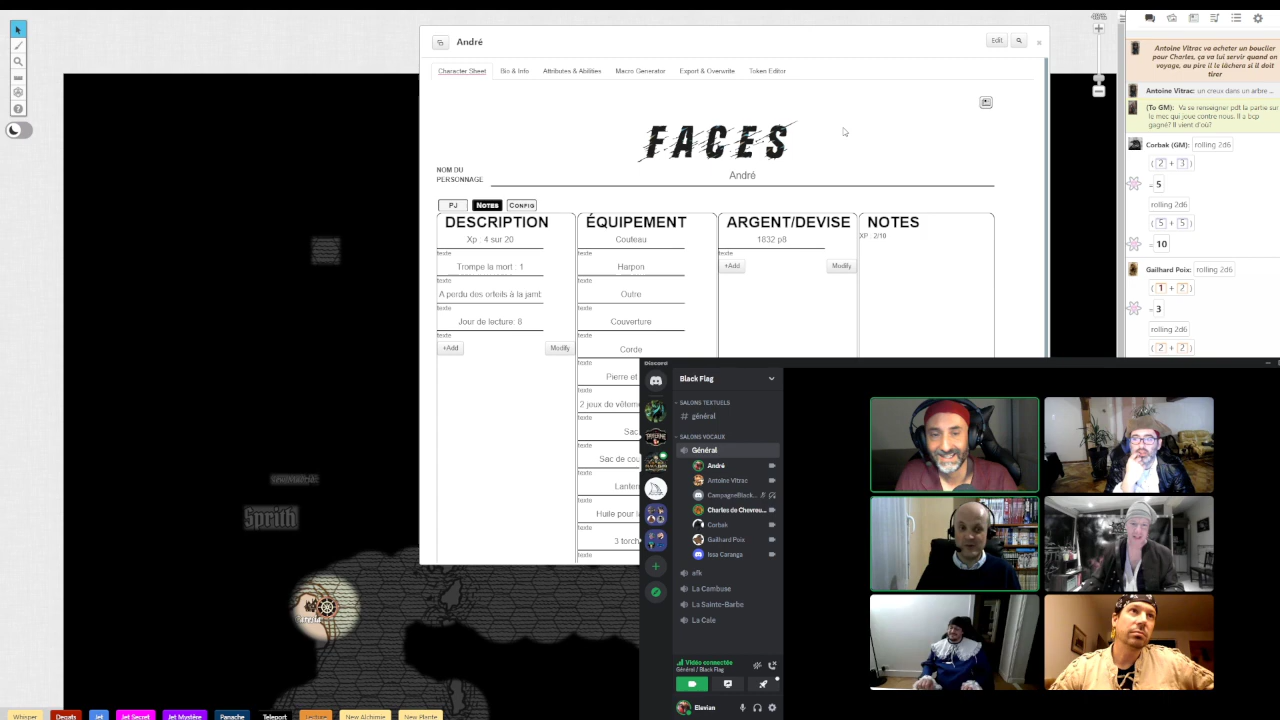 André
Edit
Character Sheet
Bio & Info
Attributes & Abilities
Macro Generator
Export & Overwrite
Token Editor
FACES
NOM DU
PERSONNAGE
André
PJ
Notes
Config
DESCRIPTION
Xp : 4 sur 20
texte
Trompe la mort : 1
texte
A perdu des orteils à la jamb
texte
Jour de lecture: 8
texte
+Add
Modify
ÉQUIPEMENT
Couteau
texte
Harpon
texte
Outre
texte
Couverture
texte
Corde
texte
Pierre et
texte
2 jeux de vêteme
texte
Sac
texte
Sac de cou
texte
Lanter
texte
Huile pour l
texte
3 torch
texte
ARGENT/DEVISE
1832 p8
texte
+Add
Modify
NOTES
XP : 2/10
Antoine Vitrac va acheter un bouclier
pour Charles, ça va lui servir quand on
voyage, au pire il le lâchera si il doit
tirer
Antoine Vitrac: un creux dans un arbre ...
(To GM): Va se renseigner pdt la partie sur
le mec qui joue contre nous. Il a bcp
gagné? Il vient d'où?
Corbak (GM): rolling 2d6
(2 + 3)
= 5
rolling 2d6
(5 + 5)
= 10
Gailhard Poix: rolling 2d6
(1 + 2)
= 3
rolling 2d6
(2 + 2)
Sprith
Discord
Black Flag
SALONS TEXTUELS
# général
SALONS VOCAUX
Général
André
Antoine Vitrac
CampagneBlack...
Charles de Chevreu...
Corbak
Gailhard Poix
Issa Caranga
afk
La Cambuse
La Sainte-Barbe
La Cale
Vidéo connectée
Général / Black Flag
Elevian
Whisper
Degats
Jet
Jet Secret
Jet Mystère
Panache
Teleport
Lecture
New Alchimie
New Plante